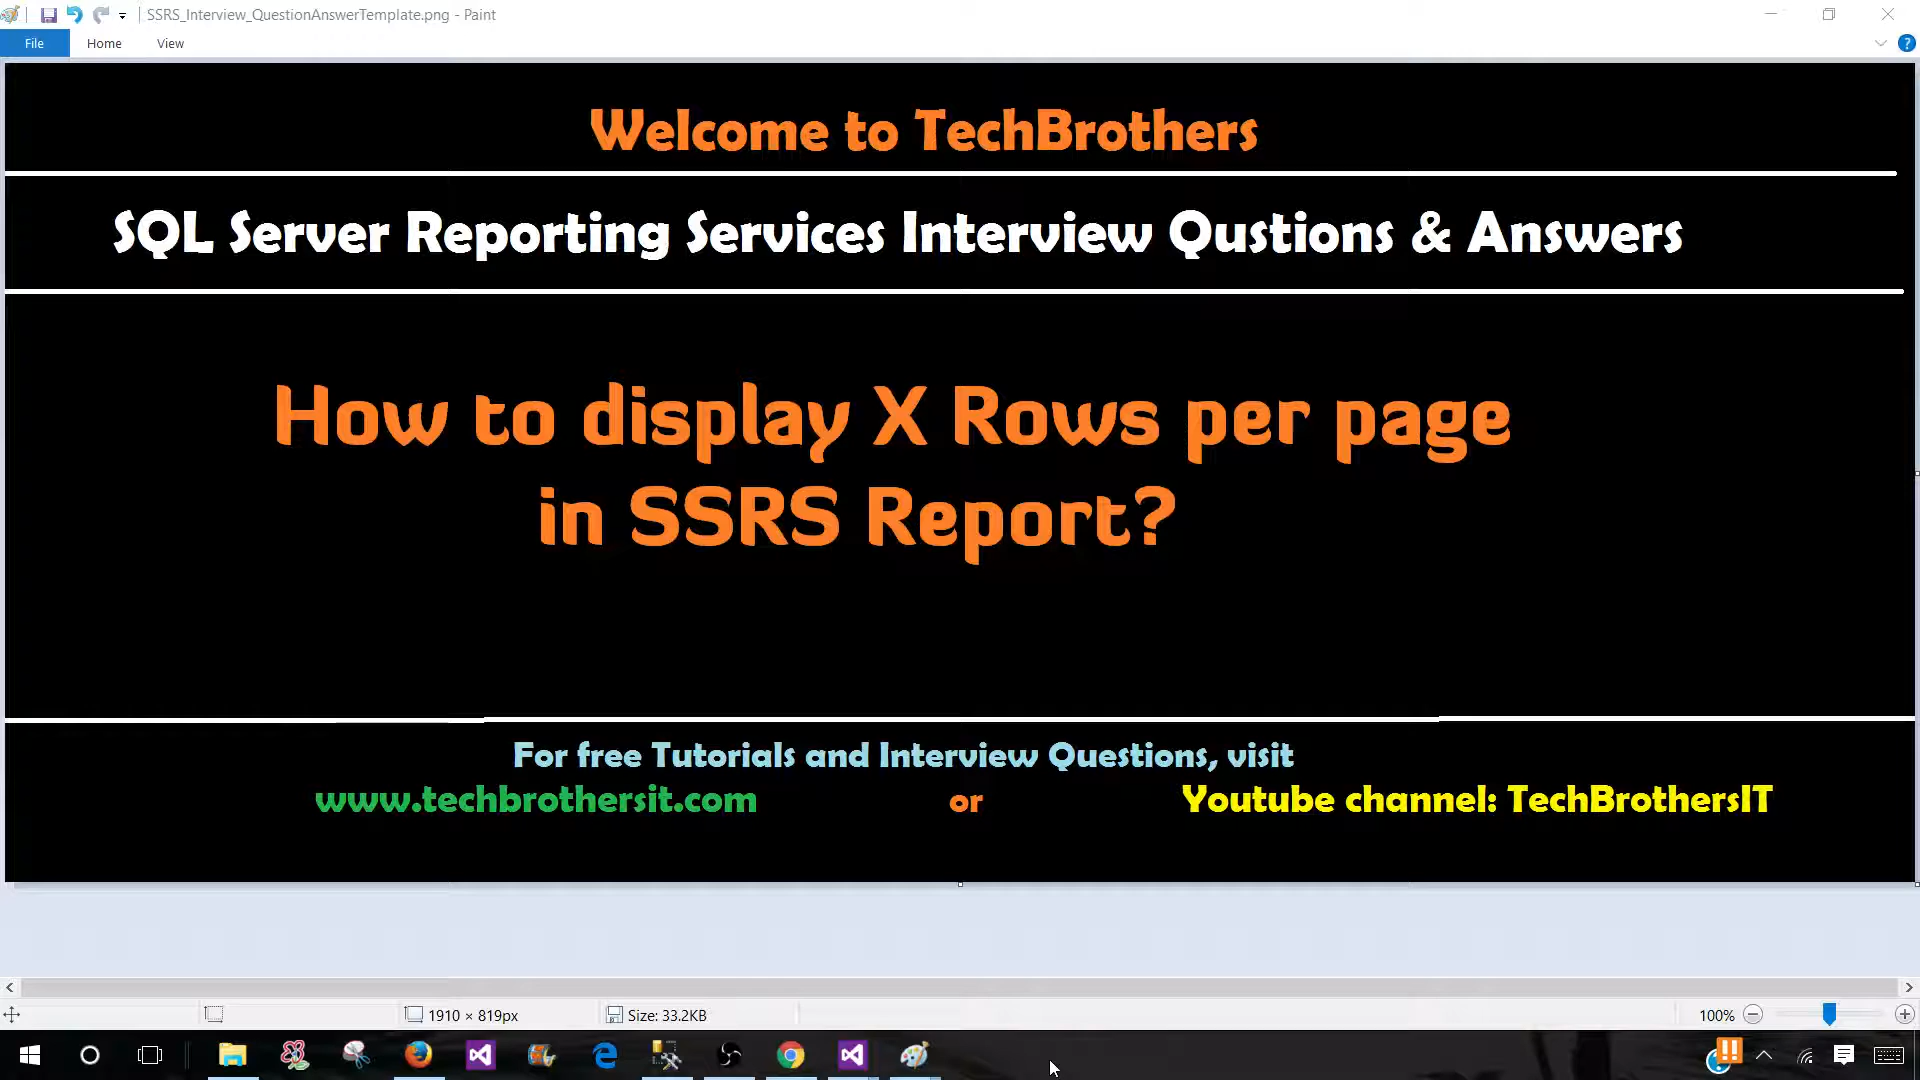 SSRS_Interview_QuestionAnswerTemplate.png - Paint
File Home View
Welcome to TechBrothers
SQL Server Reporting Services Interview Qustions & Answers
How to display X Rows per page
in SSRS Report?
For free Tutorials and Interview Questions, visit
www.techbrothersit.com or Youtube channel: TechBrothersIT
1910 × 819px Size: 33.2KB 100%